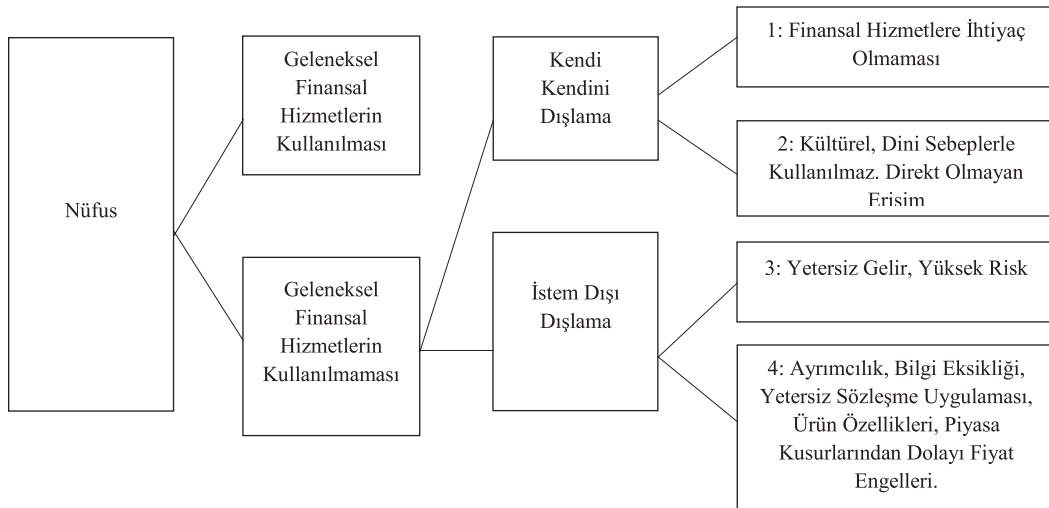 Nüfus
Geleneksel
Finansal
Hizmetlerin
Kullanılması
Geleneksel
Finansal
Hizmetlerin
Kullanılmaması
Kendi
Kendini
Dışlama
İstem Dışı
Dışlama
1: Finansal Hizmetlere İhtiyaç
Olmaması
2: Kültürel, Dini Sebeplerle
Kullanılmaz. Direkt Olmayan
Erişim
3: Yetersiz Gelir, Yüksek Risk
4: Ayrımcılık, Bilgi Eksikliği,
Yetersiz Sözleşme Uygulaması,
Ürün Özellikleri, Piyasa
Kusurlarından Dolayı Fiyat
Engelleri.